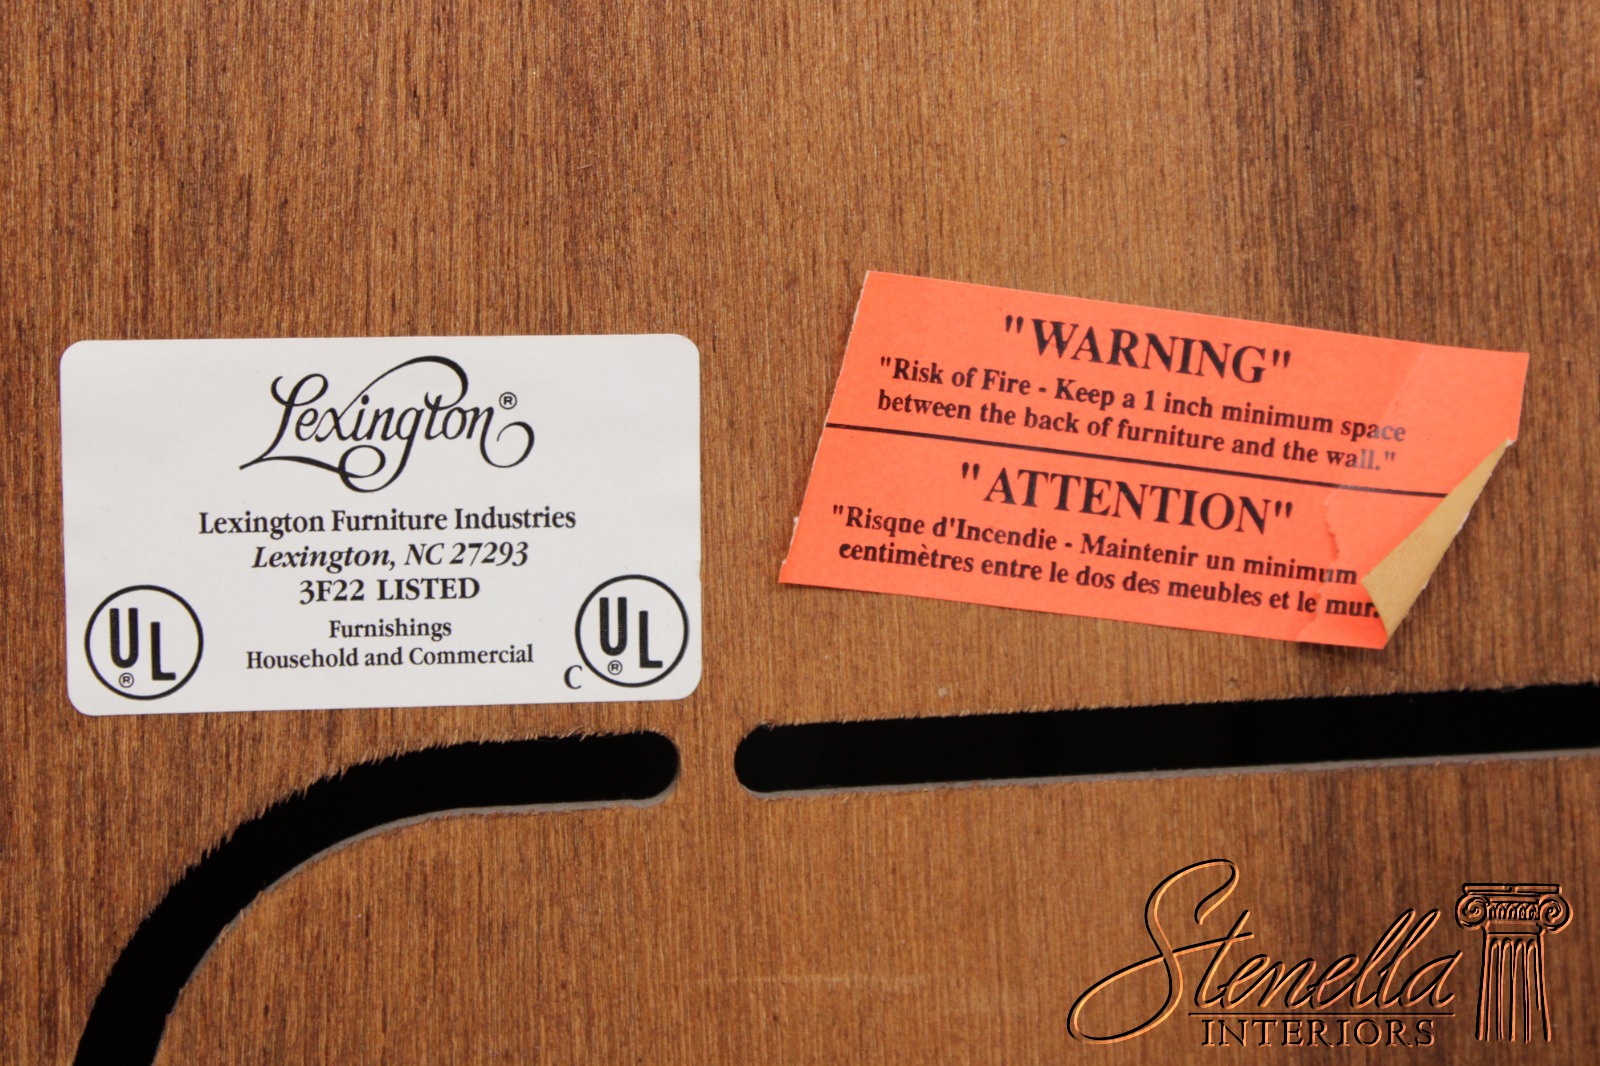 Lexington®
Lexington Furniture Industries
Lexington, NC 27293
3F22 LISTED
Furnishings
Household and Commercial
UL®
C UL®
"WARNING"
"Risk of Fire - Keep a 1 inch minimum space
between the back of furniture and the wall."
"ATTENTION"
"Risqne d'Incendie - Maintenir un minimum
centimètres entre le dos des meubles et le mur.
Stenella
INTERIORS